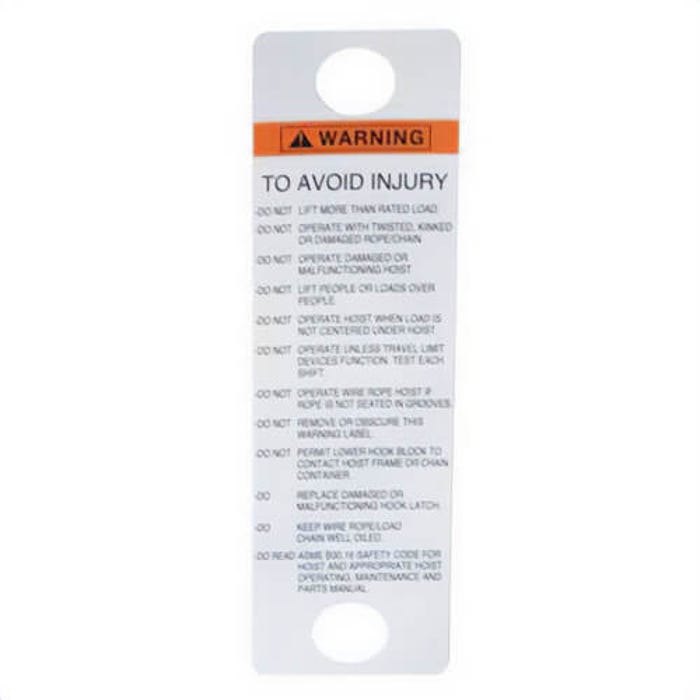 WARNING
TO AVOID INJURY
-DO NOT LIFT MORE THAN RATED LOAD.
-DO NOT OPERATE WITH TWISTED, KINKED
OR DAMAGED ROPE/CHAIN
-DO NOT OPERATE DAMAGED OR
MALFUNCTIONING HOIST
-DO NOT LIFT PEOPLE OR LOADS OVER
PEOPLE
-DO NOT OPERATE HOIST WHEN LOAD IS
NOT CENTERED UNDER HOIST
-DO NOT OPERATE UNLESS TRAVEL LIMIT
DEVICES FUNCTION. TEST EACH
SHIFT.
-DO NOT OPERATE WIRE ROPE HOIST IF
ROPE IS NOT SEATED IN GROOVES.
-DO NOT REMOVE OR OBSCURE THIS
WARNING LABEL.
-DO NOT PERMIT LOWER HOOK BLOCK TO
CONTACT HOIST FRAME OR CHAIN
CONTAINER.
-DO REPLACE DAMAGED OR
MALFUNCTIONING HOOK LATCH.
-DO KEEP WIRE ROPE/LOAD
CHAIN WELL OILED.
-DO READ ASME B30.16 SAFETY CODE FOR
HOIST AND APPROPRIATE HOIST
OPERATING, MAINTENANCE AND
PARTS MANUAL.